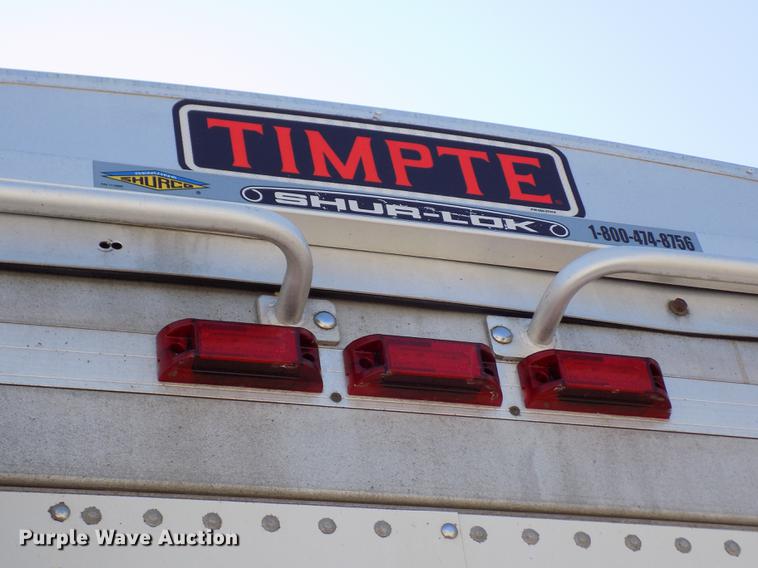 TIMPTE
SHURCO
SHUR-LOK
1-800-474-8756
Purple Wave Auction